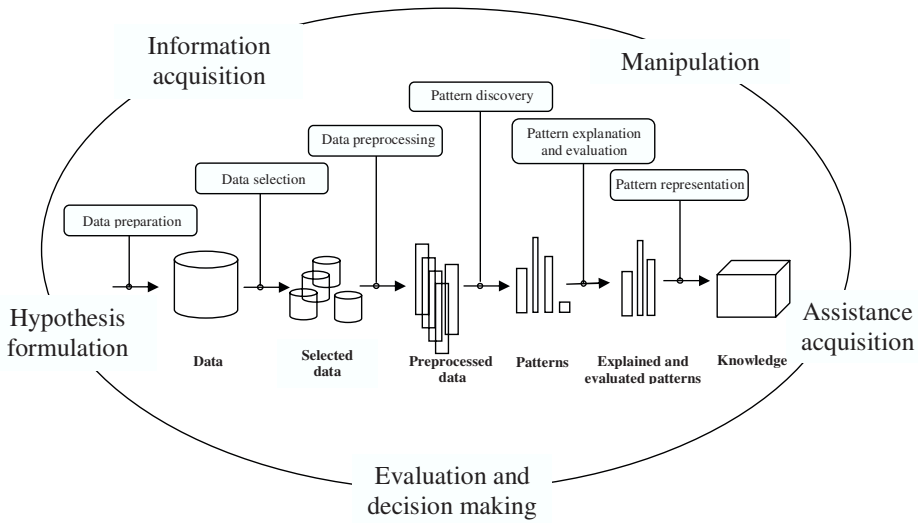 Information
acquisition
Manipulation
Pattern discovery
Pattern explanation
and evaluation
Data preprocessing
Data selection
Pattern representation
Data preparation
Hypothesis
formulation
Assistance
acquisition
Data
Selected
data
Preprocessed
data
Patterns
Explained and
evaluated patterns
Knowledge
Evaluation and
decision making